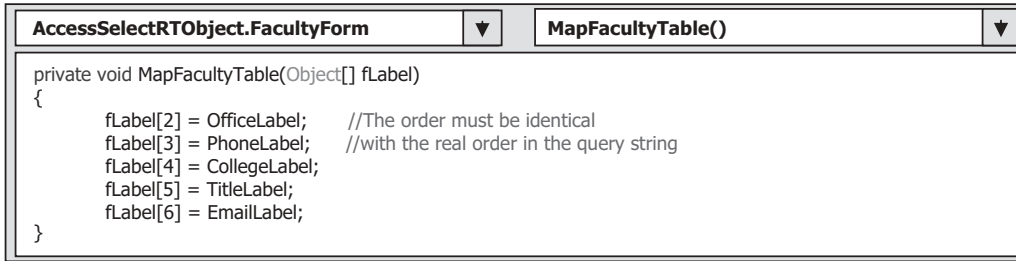 AccessSelectRTObject.FacultyForm MapFacultyTable()
private void MapFacultyTable(Object[] fLabel)
{
fLabel[2] = OfficeLabel; //The order must be identical
fLabel[3] = PhoneLabel; //with the real order in the query string
fLabel[4] = CollegeLabel;
fLabel[5] = TitleLabel;
fLabel[6] = EmailLabel;
}